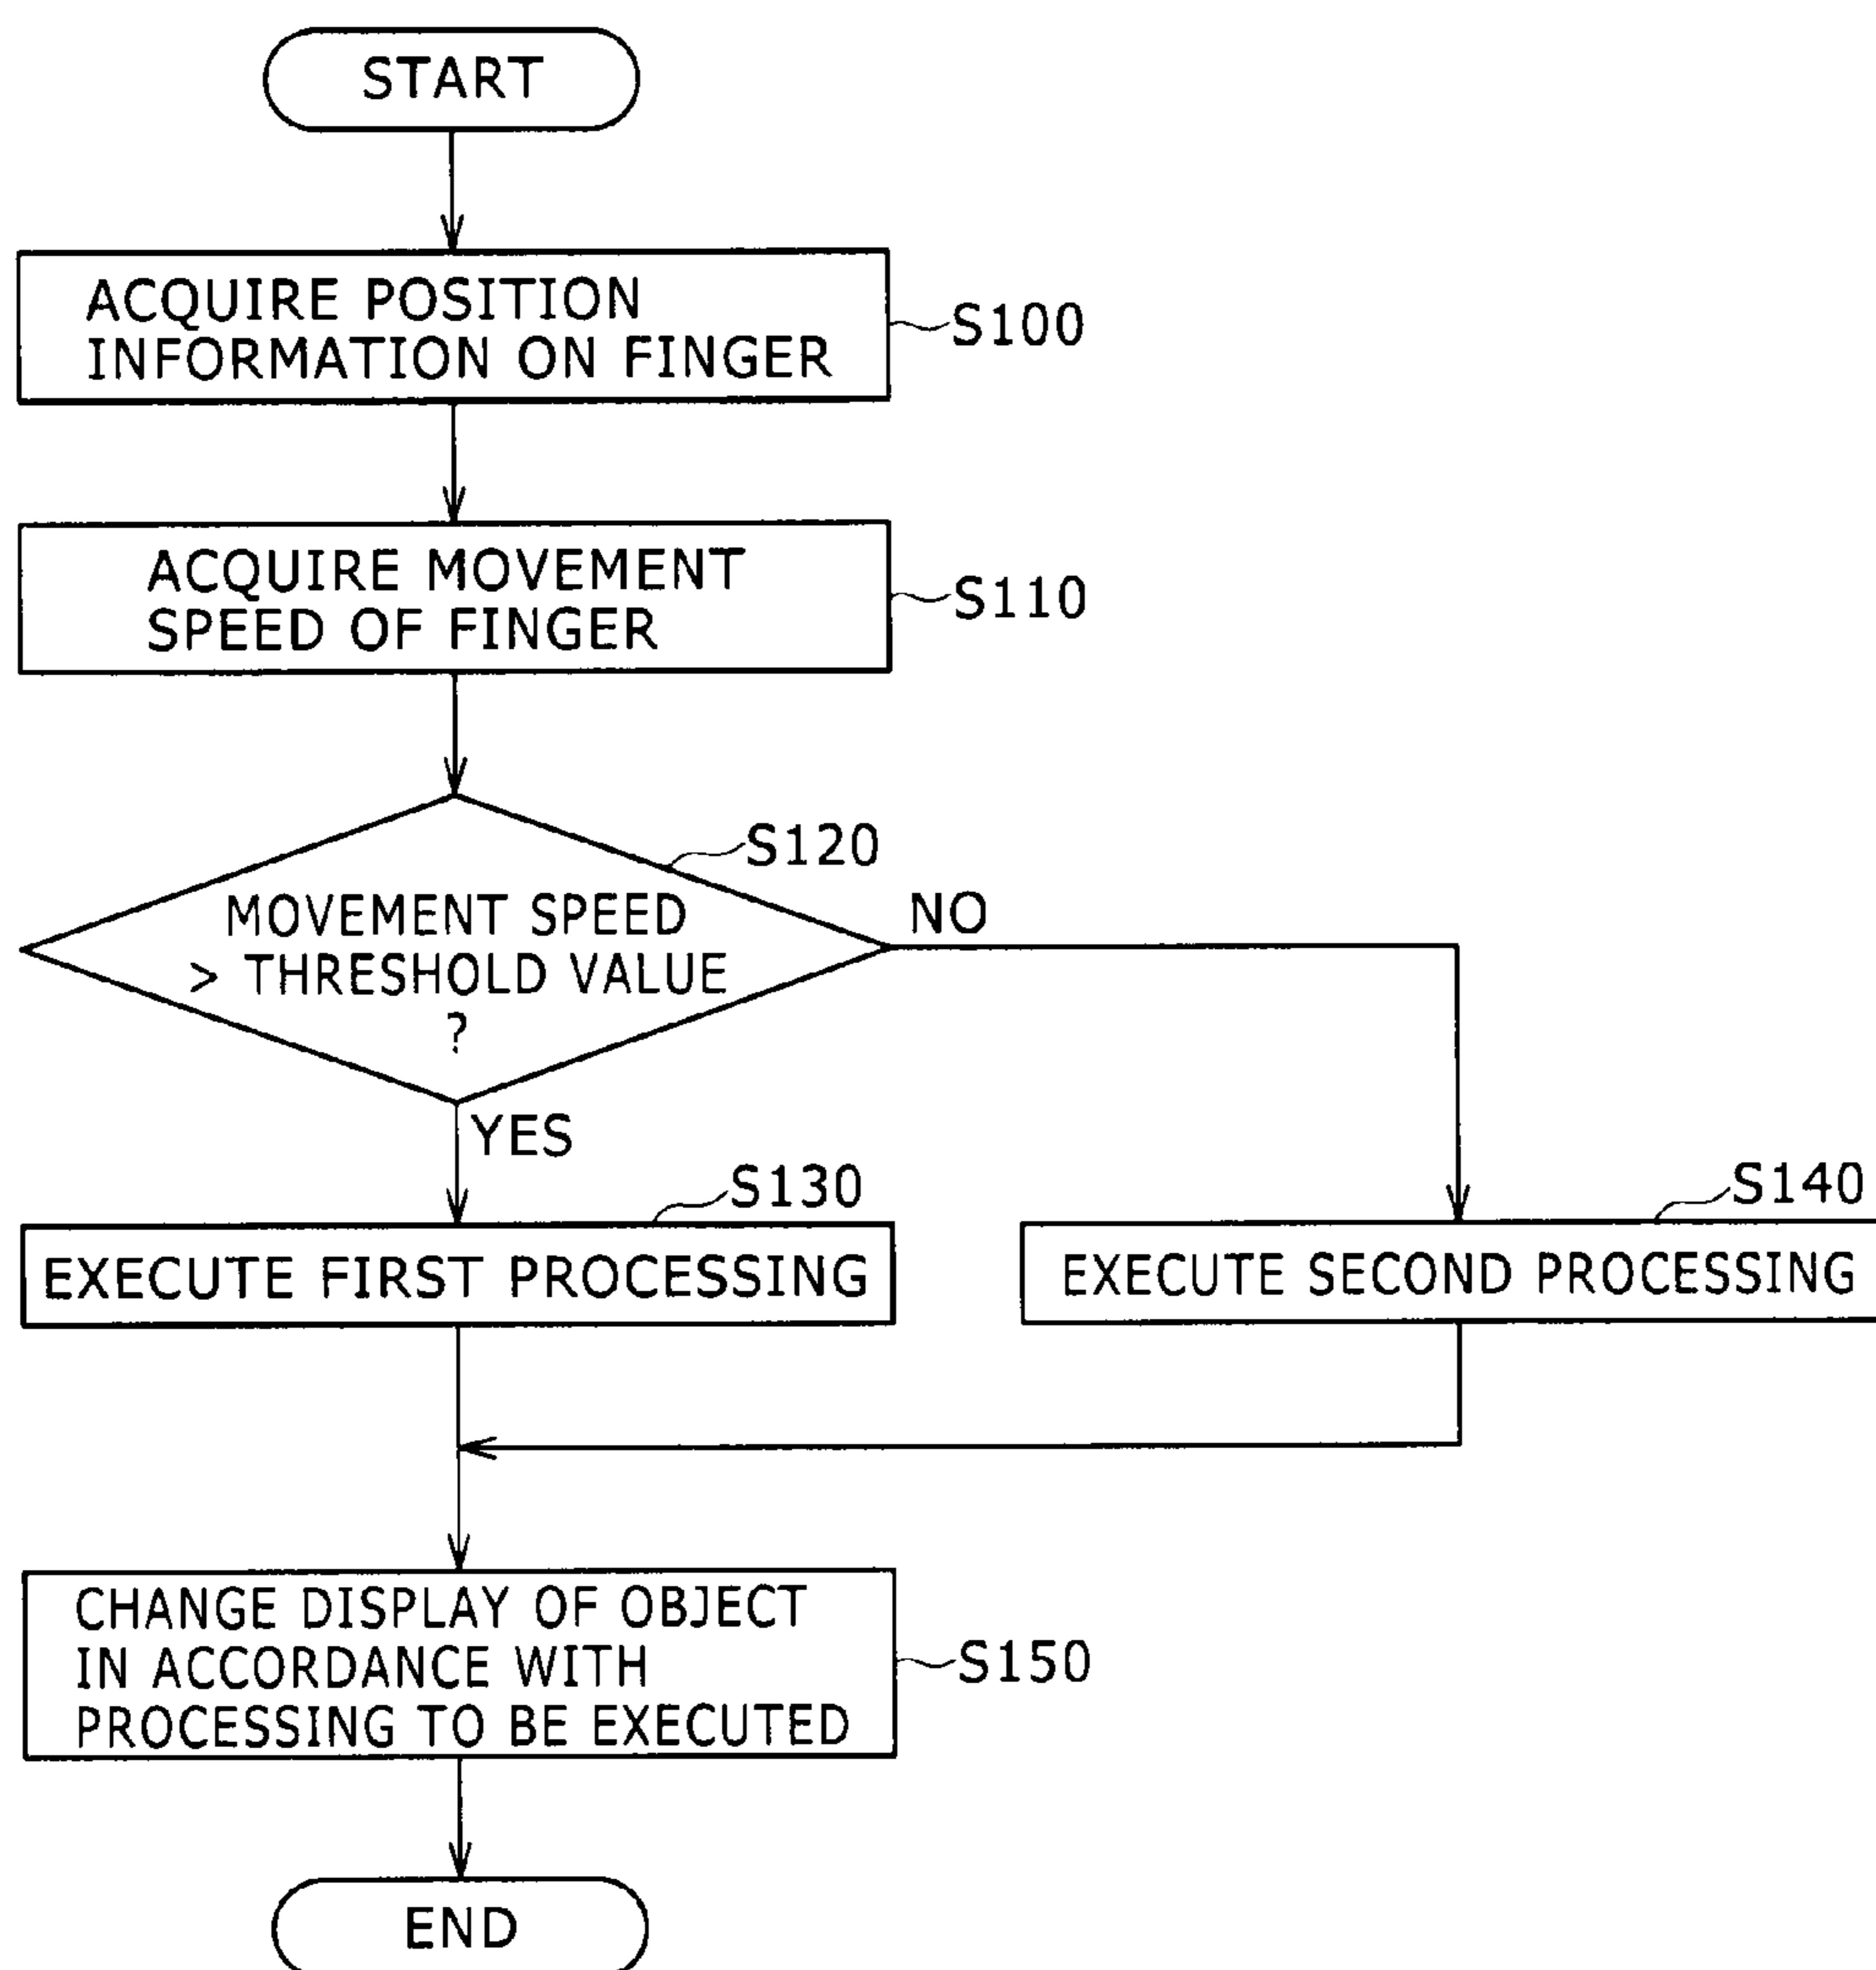 START
ACQUIRE POSITION
INFORMATION ON FINGER
S100
ACQUIRE MOVEMENT
SPEED OF FINGER
S110
S120
MOVEMENT SPEED
> THRESHOLD VALUE
?
NO
YES
S130
EXECUTE FIRST PROCESSING
S140
EXECUTE SECOND PROCESSING
CHANGE DISPLAY OF OBJECT
IN ACCORDANCE WITH
PROCESSING TO BE EXECUTED
S150
END